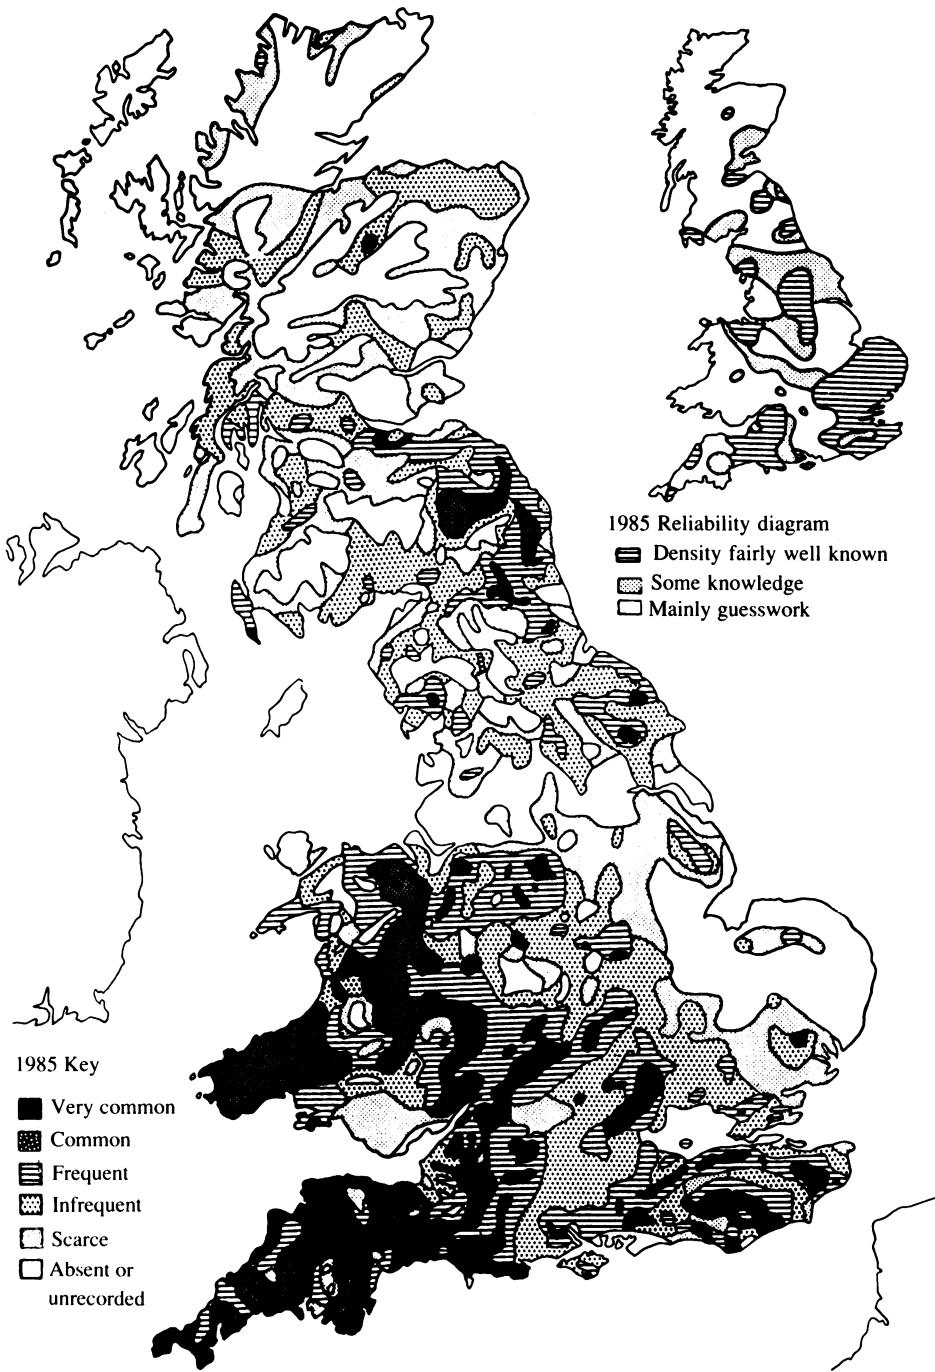 1985 Reliability diagram
Density fairly well known
Some knowledge
Mainly guesswork
1985 Key
Very common
Common
Frequent
Infrequent
Scarce
Absent or
unrecorded